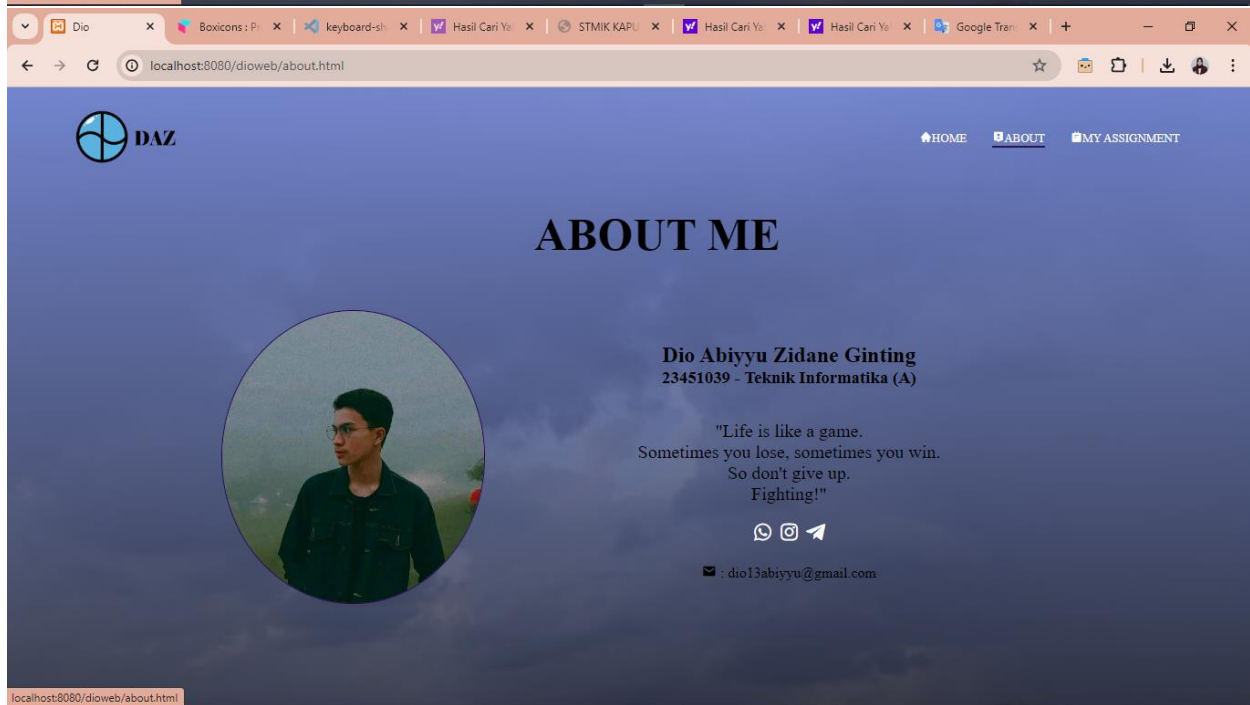 Dio
Boxicons : Pr
keyboard-sh
Hasil Cari Ya
STMIK KAPU
Hasil Cari Ya
Hasil Cari Ya
Google Tran
localhost:8080/dioweb/about.html
DAZ
HOME
ABOUT
MY ASSIGNMENT
ABOUT ME
Dio Abiyyu Zidane Ginting
23451039 - Teknik Informatika (A)
"Life is like a game.
Sometimes you lose, sometimes you win.
So don't give up.
Fighting!"
: dio13abiyyu@gmail.com
localhost:8080/dioweb/about.html